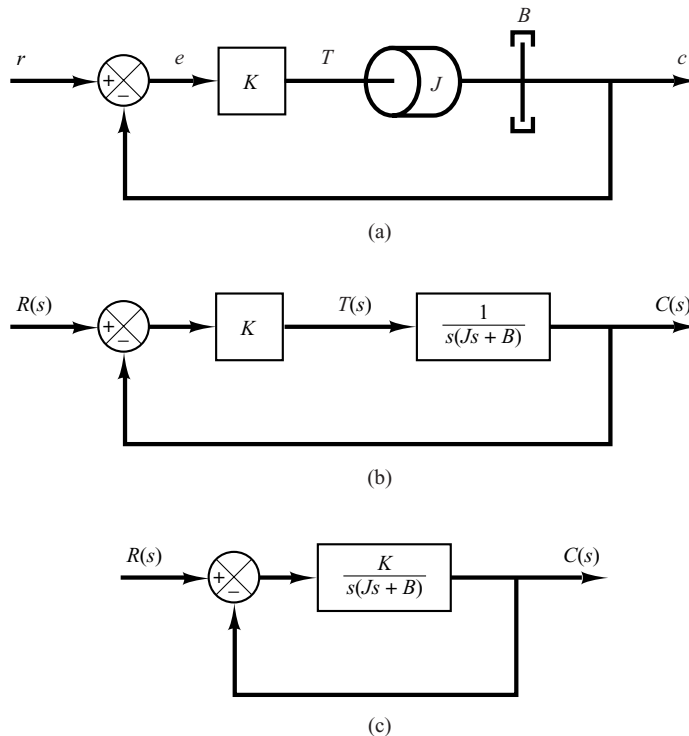 B
r
e
T
c
+
K
J
−
(a)
R(s)
T(s)
C(s)
+
K
1
s(Js + B)
−
(b)
R(s)
C(s)
+
K
s(Js + B)
−
(c)